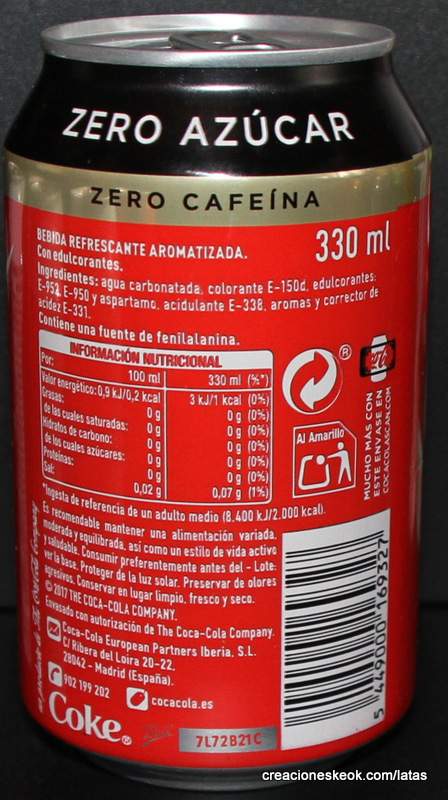 ZERO AZÚCAR
ZERO CAFEÍNA
BEBIDA REFRESCANTE AROMATIZADA.
330 ml
Con edulcorantes.
Ingredientes: agua carbonatada, colorante E-150d, edulcorantes:
E-952, E-950 y aspartamo, acidulante E-338, aromas y corrector de
acidez E-331.
Contiene una fuente de fenilalanina.
INFORMACIÓN NUTRICIONAL
Por: 100 ml 330 ml (%*)
Valor energético: 0,9 kJ/0,2 kcal 3 kJ/1 kcal (0%)
Grasas: 0 g 0 g (0%)
de las cuales saturadas: 0 g 0 g (0%)
Hidratos de carbono: 0 g 0 g (0%)
de los cuales azúcares: 0 g 0 g (0%)
Proteínas: 0 g 0 g (0%)
Sal: 0,02 g 0,07 g (1%)
®
Al Amarillo
MUCHO MÁS CON
ESTE ENVASE EN
COCACOLASCAN.COM
*Ingesta de referencia de un adulto medio (8.400 kJ/2.000 kcal).
Es recomendable mantener una alimentación variada,
moderada y equilibrada, así como un estilo de vida activo
y saludable. Consumir preferentemente antes del - Lote:
ver la base. Proteger de la luz solar. Preservar de olores
agresivos. Conservar en lugar limpio, fresco y seco.
© 2017 THE COCA-COLA COMPANY.
Envasado con autorización de The Coca-Cola Company.
Coca-Cola European Partners Iberia, S.L.
C/ Ribera del Loira 20-22.
28042 - Madrid (España).
902 199 202 cocacola.es
Coke®
7L72B21C
5 449000 169327
un producto de The Coca-Cola Company
creacioneskeok.com/latas